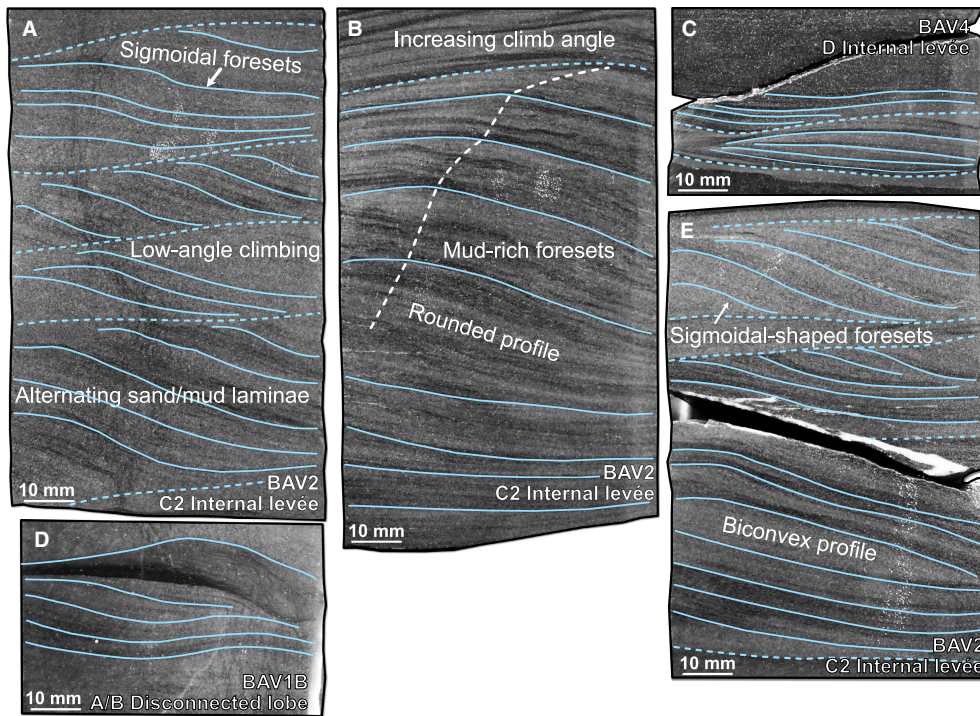 A
Sigmoidal foresets
Low-angle climbing
Alternating sand/mud laminae
10 mm
BAV2
C2 Internal levée
B
Increasing climb angle
Mud-rich foresets
Rounded profile
BAV2
C2 Internal levée
10 mm
C
BAV4
D Internal levée
10 mm
D
10 mm
BAV1B
A/B Disconnected lobe
E
Sigmoidal-shaped foresets
Biconvex profile
10 mm
BAV2
C2 Internal levée